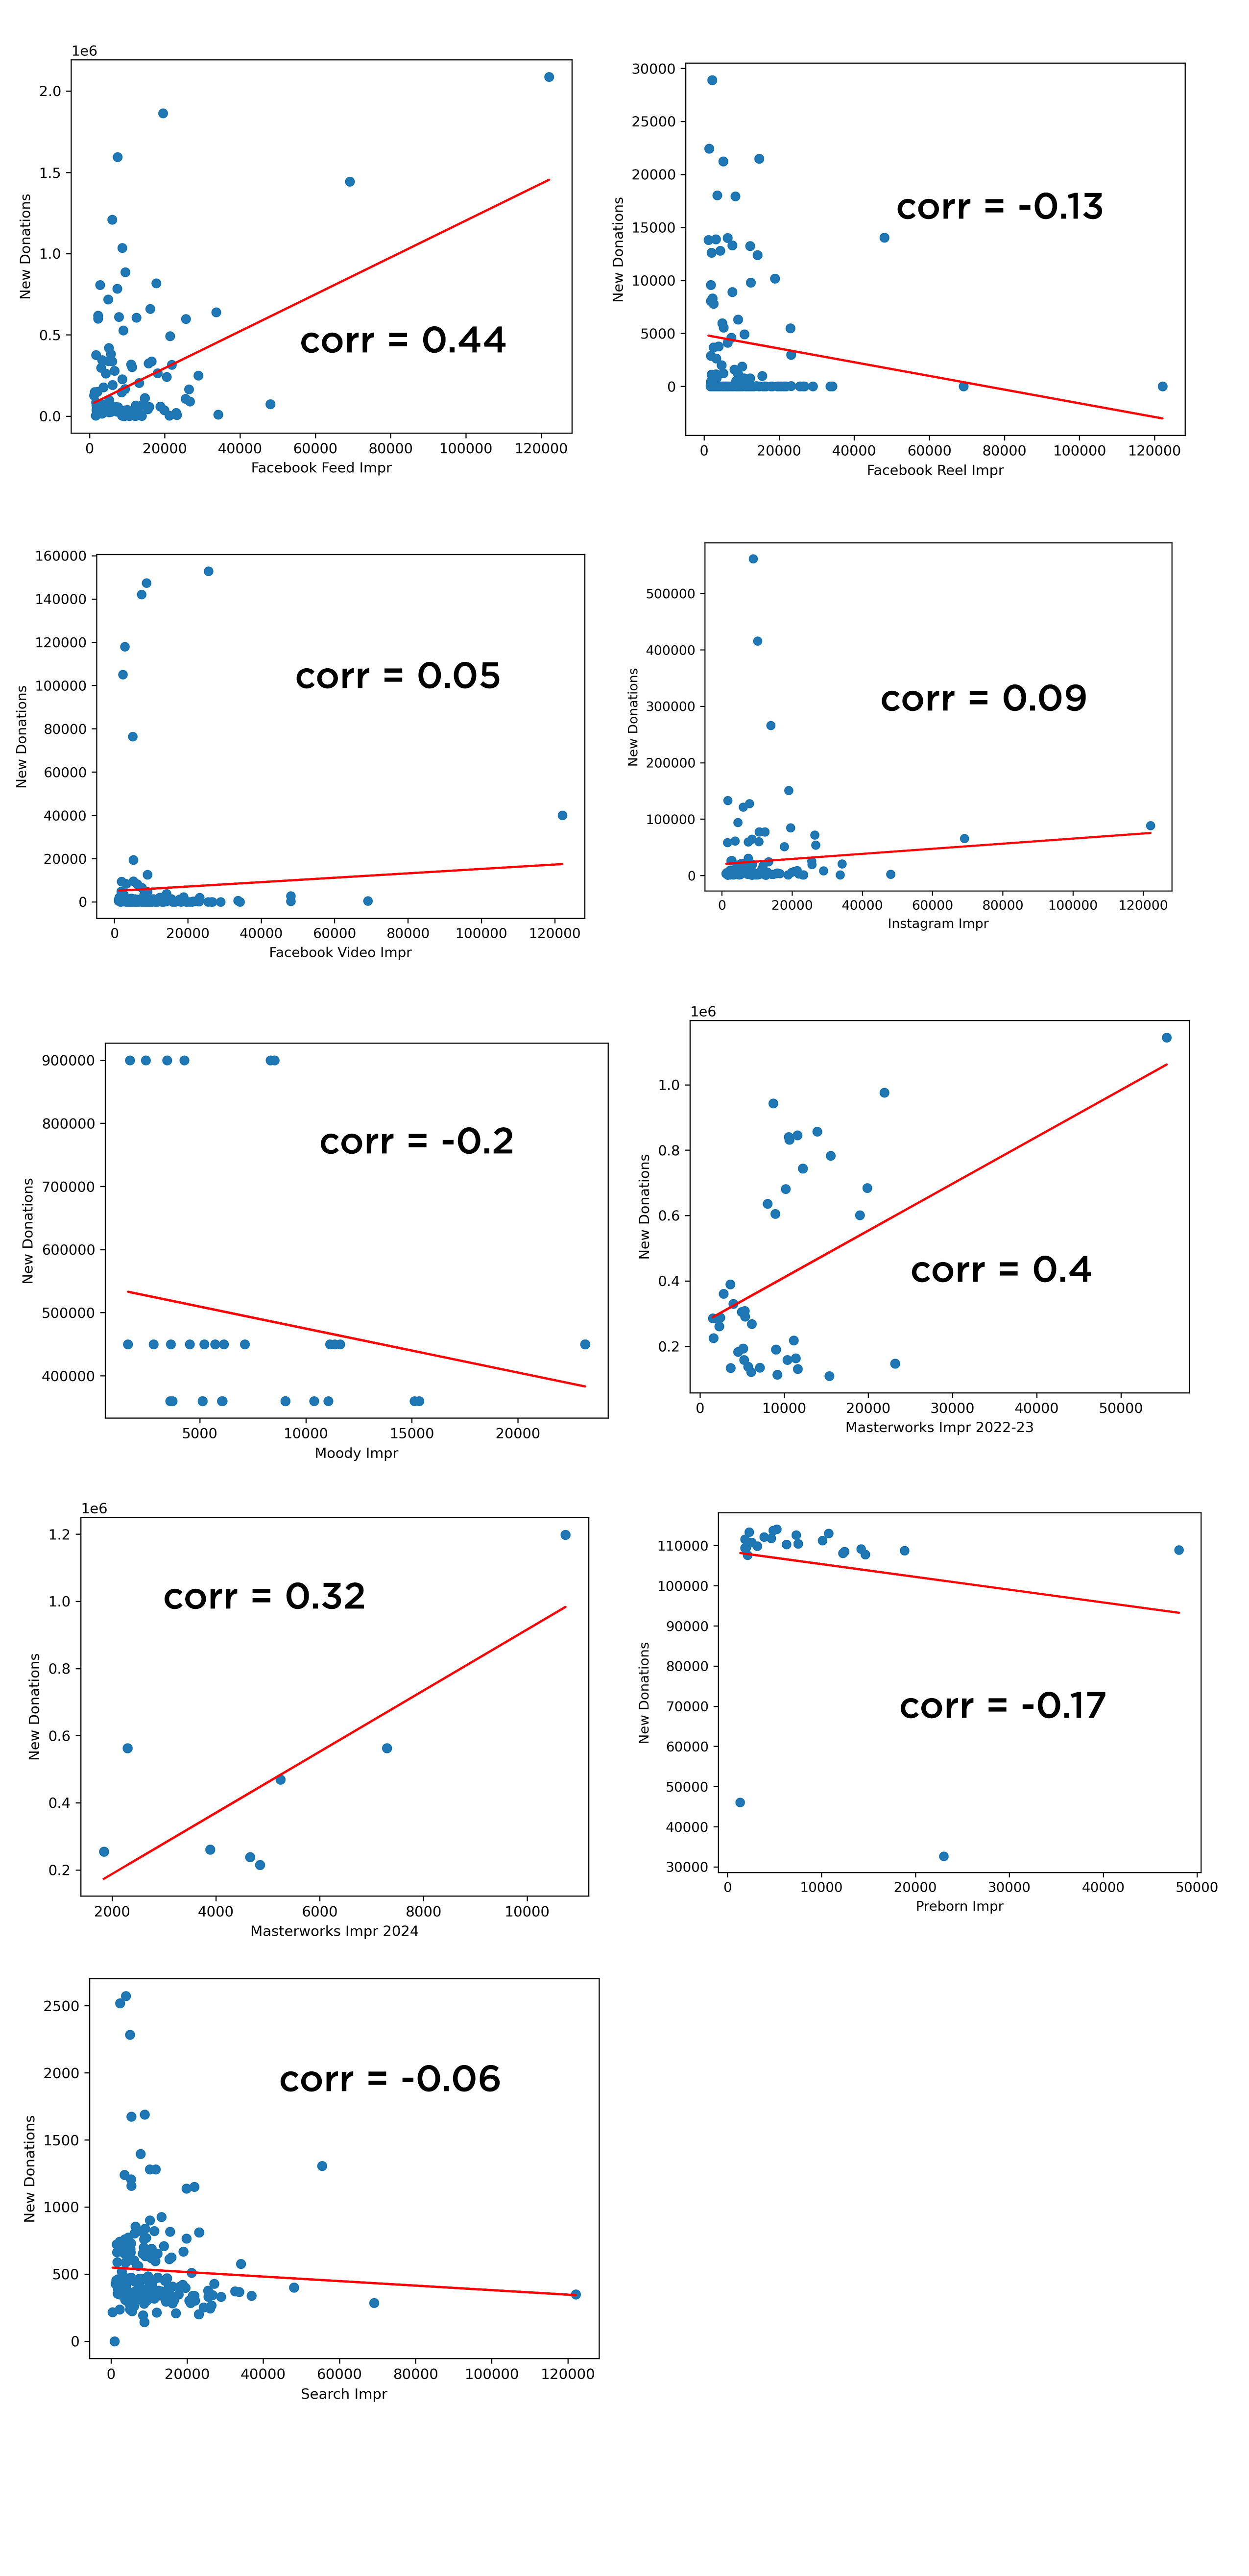 1e6
2.0
1.5
1.0
0.5
0.0
New Donations
corr = 0.44
0 20000 40000 60000 80000 100000 120000
Facebook Feed Impr
30000
25000
20000
15000
10000
5000
0
New Donations
corr = -0.13
0 20000 40000 60000 80000 100000 120000
Facebook Reel Impr
160000
140000
120000
100000
80000
60000
40000
20000
0
New Donations
corr = 0.05
0 20000 40000 60000 80000 100000 120000
Facebook Video Impr
500000
400000
300000
200000
100000
0
New Donations
corr = 0.09
0 20000 40000 60000 80000 100000 120000
Instagram Impr
900000
800000
700000
600000
500000
400000
New Donations
corr = -0.2
5000 10000 15000 20000
Moody Impr
1e6
1.0
0.8
0.6
0.4
0.2
New Donations
corr = 0.4
0 10000 20000 30000 40000 50000
Masterworks Impr 2022-23
1e6
1.2
1.0
0.8
0.6
0.4
0.2
New Donations
corr = 0.32
2000 4000 6000 8000 10000
Masterworks Impr 2024
110000
100000
90000
80000
70000
60000
50000
40000
30000
New Donations
corr = -0.17
0 10000 20000 30000 40000 50000
Preborn Impr
2500
2000
1500
1000
500
0
New Donations
corr = -0.06
0 20000 40000 60000 80000 100000 120000
Search Impr